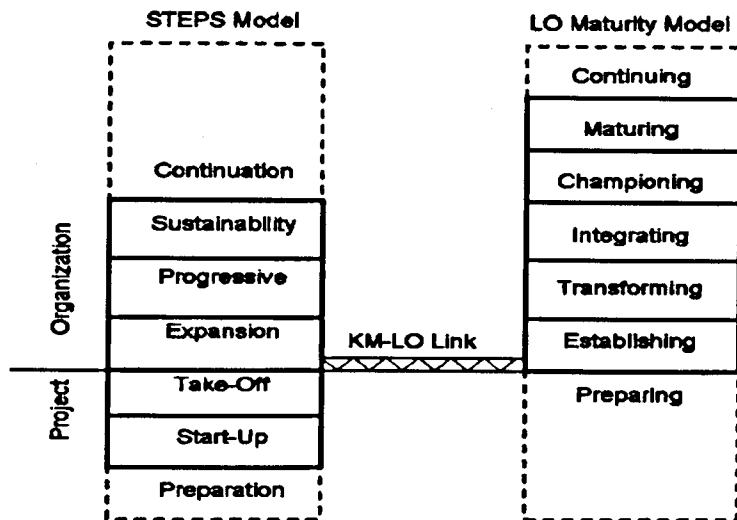 STEPS Model
LO Maturity Model
Continuation
Sustainability
Progressive
Expansion
Take-Off
Start-Up
Preparation
Organization
Project
KM-LO Link
Continuing
Maturing
Championing
Integrating
Transforming
Establishing
Preparing